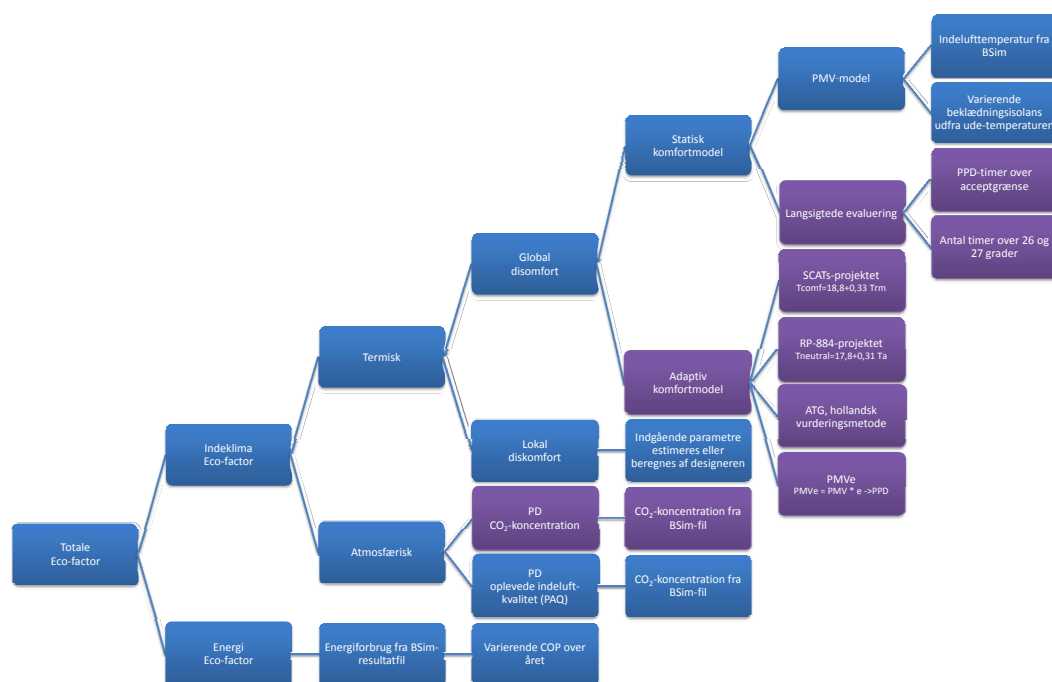 Indelufttemperatur fra
BSim
PMV-model
Varierende
beklædningsisolans
udfra ude-temperaturen
Statisk
komfortmodel
PPD-timer over
acceptgrænse
Langsigtede evaluering
Antal timer over 26 og
27 grader
Global
disomfort
SCATs-projektet
Tcomf=18,8+0,33 Trm
RP-884-projektet
Tneutral=17,8+0,31 Ta
Termisk
Adaptiv
komfortmodel
ATG, hollandsk
vurderingsmetode
Indeklima
Eco-factor
Lokal
diskomfort
Indgående parametre
estimeres eller
beregnes af designeren
PMVe
PMVe = PMV * e ->PPD
PD
CO₂-koncentration
CO₂-koncentration fra
BSim-fil
Totale
Eco-factor
Atmosfærisk
PD
oplevede indeluft-
kvalitet (PAQ)
CO₂-koncentration fra
BSim-fil
Energi
Eco-factor
Energiforbrug fra BSim-
resultatfil
Varierende COP over
året